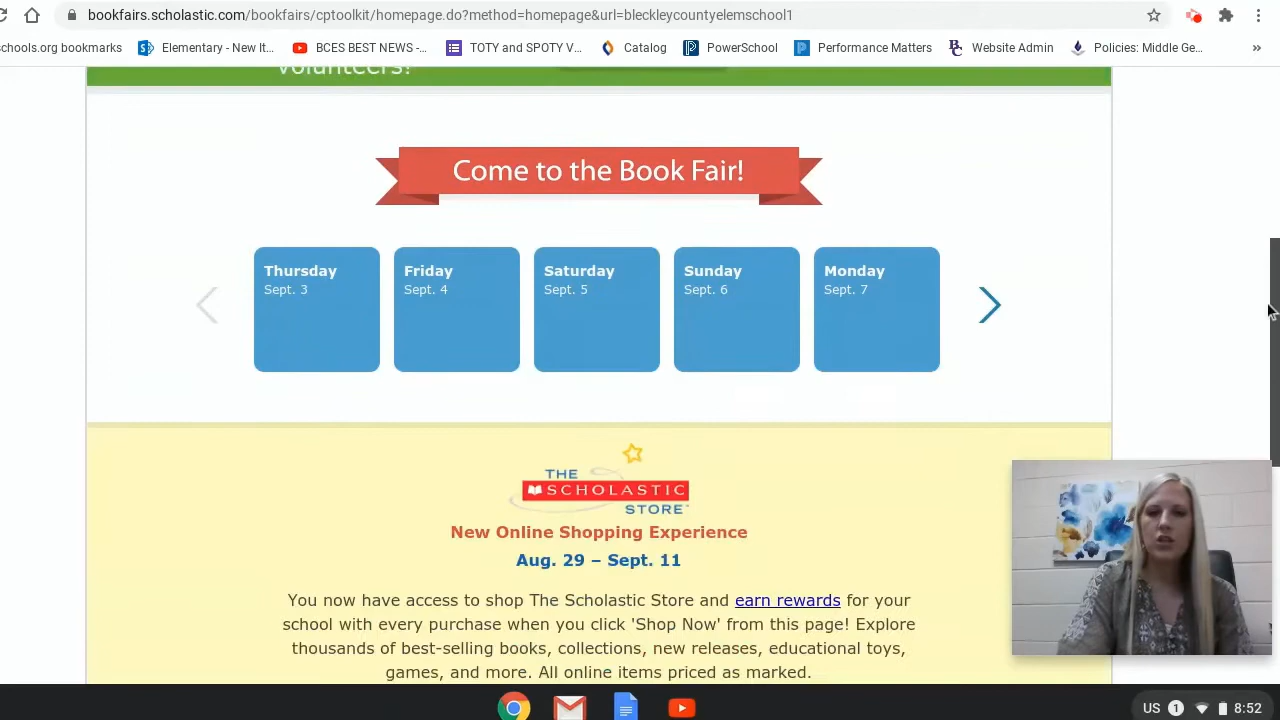 bookfairs.scholastic.com/bookfairs/cptoolkit/homepage.do?method=homepage&url=bleckleycountyelemschool1
schools.org bookmarks Elementary - New It... BCES BEST NEWS -... TOTY and SPOTY V... Catalog PowerSchool Performance Matters Website Admin Policies: Middle Ge... »
volunteers!
Come to the Book Fair!
Thursday Friday Saturday Sunday Monday
Sept. 3 Sept. 4 Sept. 5 Sept. 6 Sept. 7
THE
SCHOLASTIC
STORE
New Online Shopping Experience
Aug. 29 – Sept. 11
You now have access to shop The Scholastic Store and earn rewards for your
school with every purchase when you click 'Shop Now' from this page! Explore
thousands of best-selling books, collections, new releases, educational toys,
games, and more. All online items priced as marked.
US 1 8:52